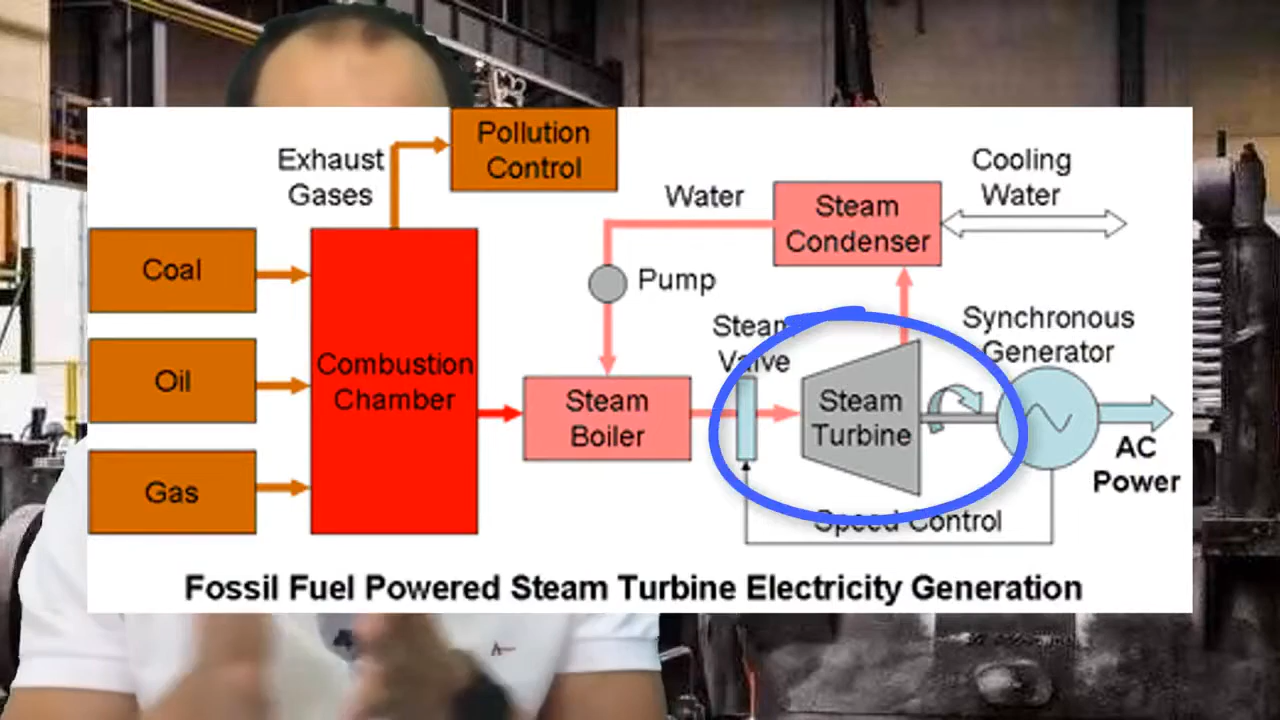 Pollution
Control
Exhaust
Gases
Cooling
Water
Water
Steam
Condenser
Coal
Pump
Oil
Combustion
Chamber
Steam
Valve
Synchronous
Generator
Steam
Boiler
Steam
Turbine
AC
Power
Gas
Speed Control
Fossil Fuel Powered Steam Turbine Electricity Generation